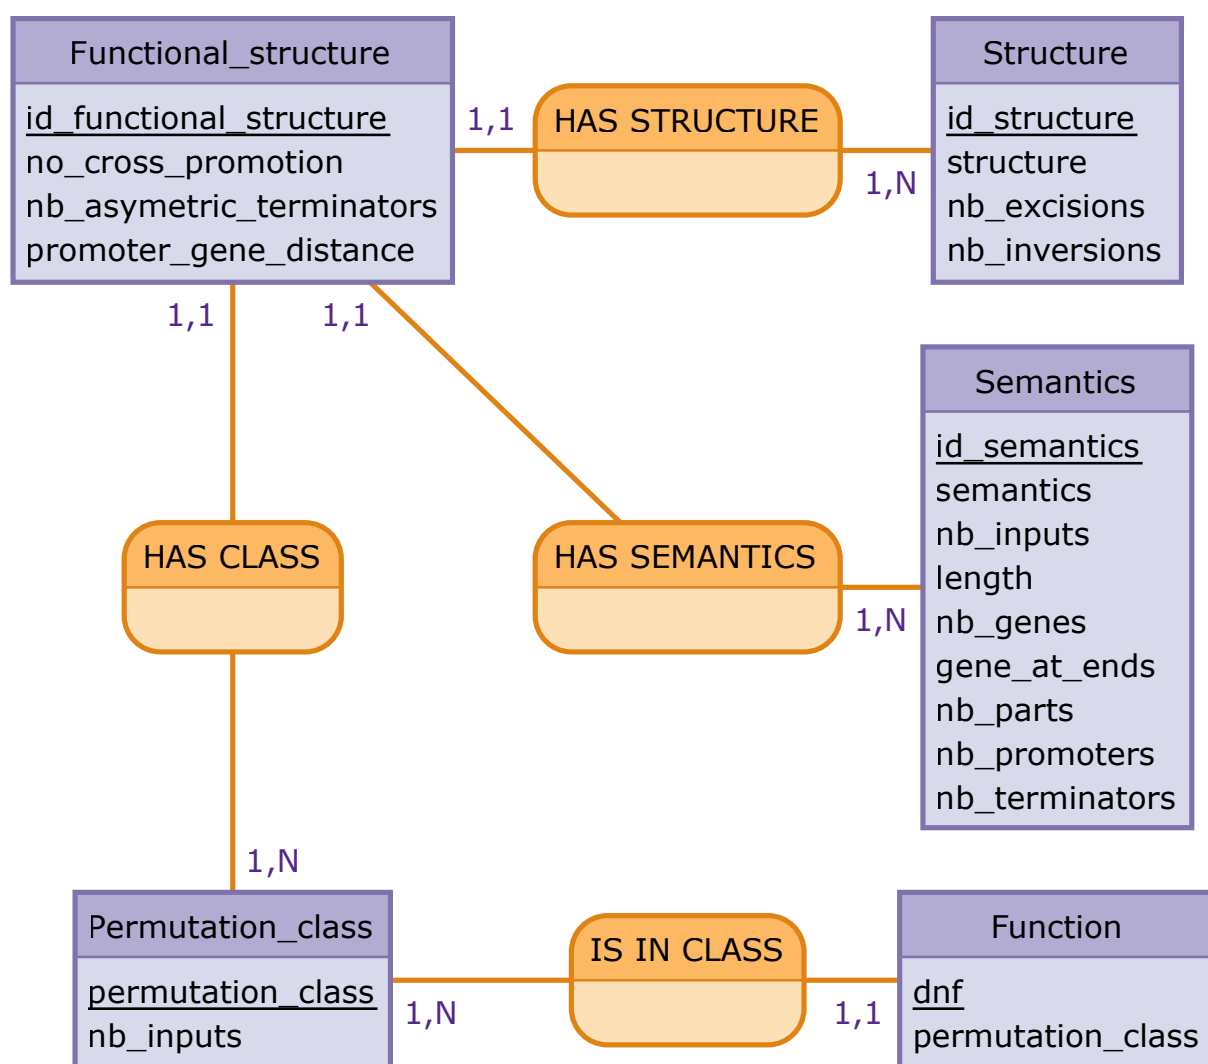 Functional_structure
id_functional_structure
no_cross_promotion
nb_asymetric_terminators
promoter_gene_distance
1,1
HAS STRUCTURE
1,N
Structure
id_structure
structure
nb_excisions
nb_inversions
1,1
1,1
Semantics
id_semantics
semantics
nb_inputs
length
nb_genes
gene_at_ends
nb_parts
nb_promoters
nb_terminators
HAS CLASS
HAS SEMANTICS
1,N
1,N
Permutation_class
permutation_class
nb_inputs
1,N
IS IN CLASS
1,1
Function
dnf
permutation_class